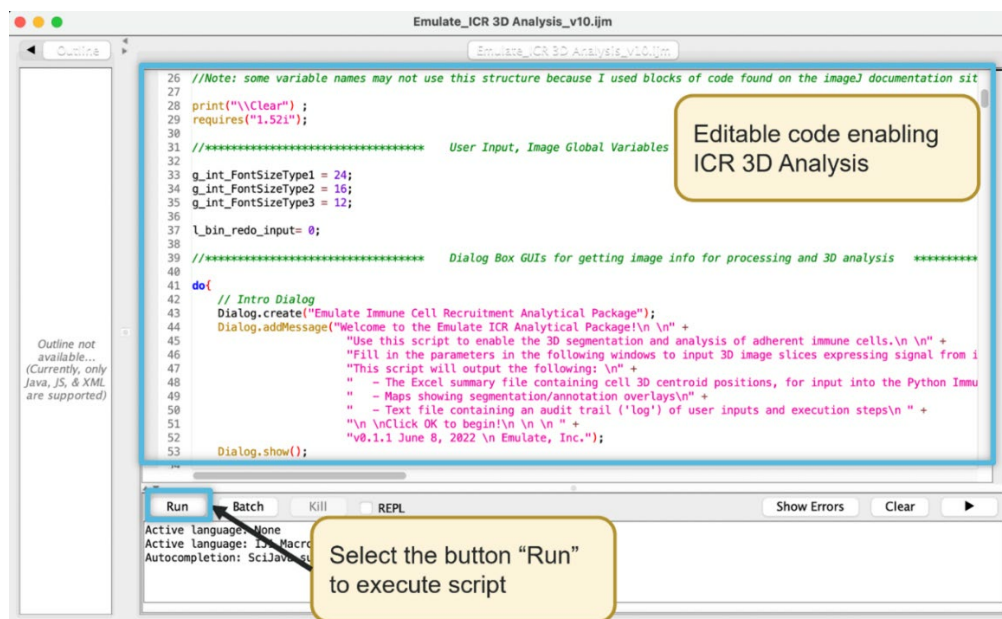 Emulate_ICR 3D Analysis_v10.ijm
Outline
Emulate_ICR 3D Analysis_v10.ijm
26 //Note: some variable names may not use this structure because I used blocks of code found on the imageJ documentation sit
27
28 print("\\Clear") ;
29 requires("1.52i");
30
31 //********************************** User Input, Image Global Variables
32
33 g_int_FontSizeType1 = 24;
34 g_int_FontSizeType2 = 16;
35 g_int_FontSizeType3 = 12;
36
37 l_bin_redo_input= 0;
38
39 //********************************** Dialog Box GUIs for getting image info for processing and 3D analysis **********
40
41 do{
42 // Intro Dialog
43 Dialog.create("Emulate Immune Cell Recruitment Analytical Package");
44 Dialog.addMessage("Welcome to the Emulate ICR Analytical Package!\n \n" +
45 "Use this script to enable the 3D segmentation and analysis of adherent immune cells.\n \n" +
46 "Fill in the parameters in the following windows to input 3D image slices expressing signal from i
47 "This script will output the following: \n" +
48 " - The Excel summary file containing cell 3D centroid positions, for input into the Python Immu
49 " - Maps showing segmentation/annotation overlays\n" +
50 " - Text file containing an audit trail ('log') of user inputs and execution steps\n " +
51 "\n \nClick OK to begin!\n \n \n " +
52 "v0.1.1 June 8, 2022 \n Emulate, Inc.");
53 Dialog.show();
Editable code enabling
ICR 3D Analysis
Outline not
available...
(Currently, only
Java, JS, & XML
are supported)
Run Batch Kill REPL Show Errors Clear
Active language: None
Active language: IJ1 Macro
Autocompletion: SciJava su
Select the button “Run”
to execute script